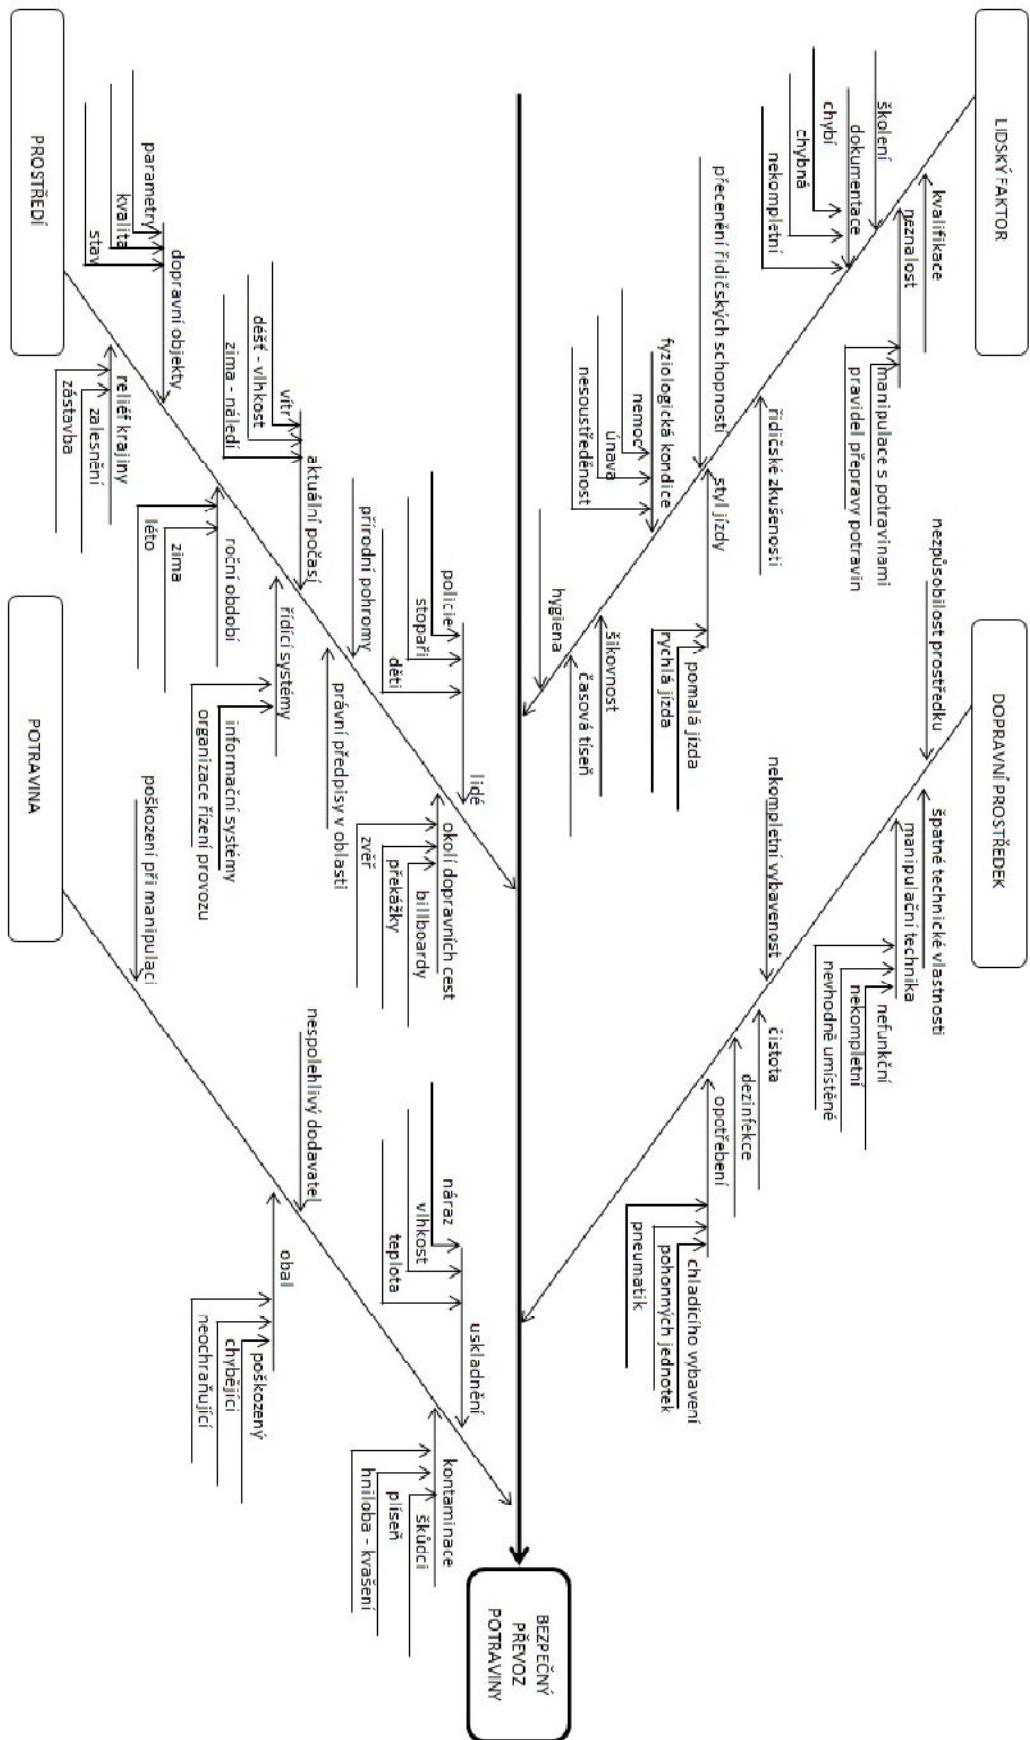 LIDSKÝ FAKTOR
kvalifikace
neznalost
manipulace s potravinami
pravidel přepravy potravin
školení
dokumentace
chybí
chybná
nekompletní
řidičské zkušenosti
přecenění řidičských schopností
styl jízdy
pomalá jízda
rychlá jízda
fyziologická kondice
nemoc
únava
nesoustředěnost
šikovnost
časová tíseň
hygiena
DOPRAVNÍ PROSTŘEDEK
nezpůsobilost prostředku
špatné technické vlastnosti
manipulační technika
nefunkční
nekompletní
nevhodně umístěné
nekompletní vybavenost
čistota
dezinfekce
opotřebení
chladícího vybavení
pohonných jednotek
pneumatik
BEZPEČNÝ
PŘEVOZ
POTRAVINY
lidé
policie
stopaři
děti
okolí dopravních cest
billboardy
překážky
zvěř
přírodní pohromy
právní předpisy v oblasti
aktuální počasí
vítr
déšť - vlhkost
zima - náledí
řídící systémy
informační systémy
organizace řízení provozu
roční období
zima
léto
dopravní objekty
parametry
kvalita
stav
reliéf krajiny
zalesnění
zástavba
PROSTŘEDÍ
uskladnění
náraz
vlhkost
teplota
kontaminace
škůdci
plíseň
hniloba - kvašení
nespolehlivý dodavatel
obal
poškozený
chybějící
neochraňující
poškození při manipulaci
POTRAVINA